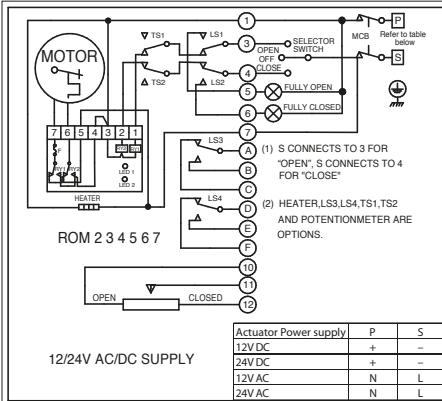 1
P
TS1
LS1
3
SELECTOR
SWITCH
OPEN
OFF
CLOSE
MCB
Refer to table
below
S
MOTOR
4
TS2
LS2
5
FULLY OPEN
6
FULLY CLOSED
7
7 6 5 4 3 2 1
F
RY1 RY2
RY2 RY1
LED 1
LED 2
HEATER
LS3
A
B
C
(1) S CONNECTS TO 3 FOR
"OPEN", S CONNECTS TO 4
FOR "CLOSE"
LS4
D
E
F
(2) HEATER,LS3,LS4,TS1,TS2
AND POTENTIONMETER ARE
OPTIONS.
ROM 2 3 4 5 6 7
10
11
12
OPEN
CLOSED
12/24V AC/DC SUPPLY
Actuator Power supply P S
12V DC + –
24V DC + –
12V AC N L
24V AC N L